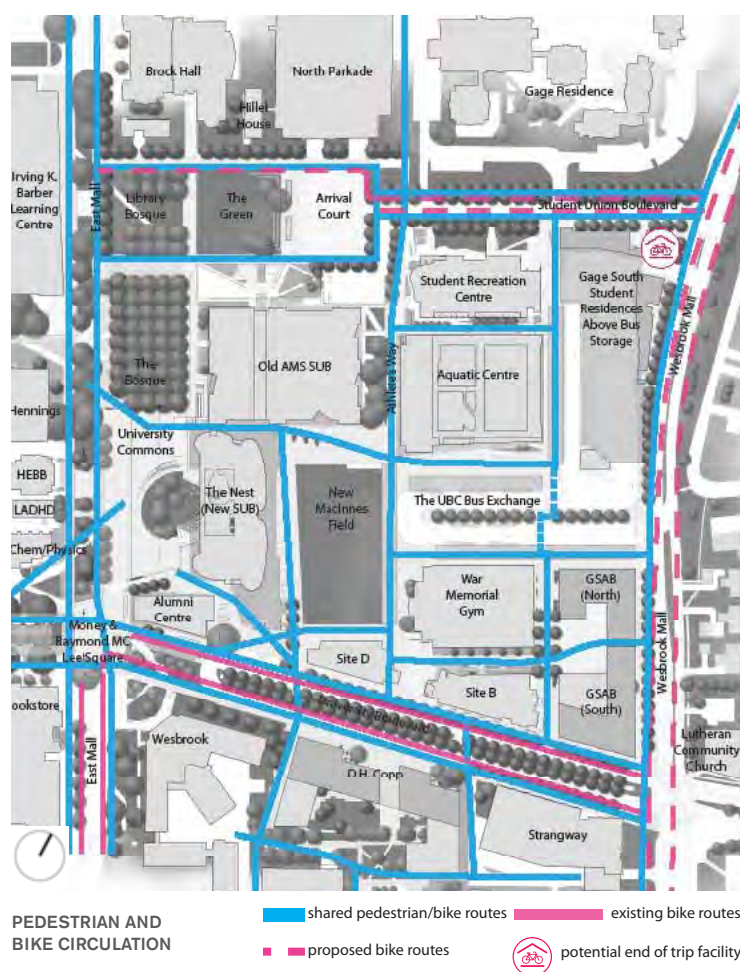 Brock Hall
North Parkade
Gage Residence
Hillel
House
Irving K.
Barber
Learning
Centre
East Mall
Library
Bosque
The
Green
Arrival
Court
Student Union Boulevard
Student Recreation
Centre
Gage South
Student
Residences
Above Bus
Storage
Wesbrook Mall
The
Bosque
Old AMS SUB
Athletes Way
Aquatic Centre
Hennings
University
Commons
HEBB
The Nest
(New SUB)
New
MacInnes
Field
The UBC Bus Exchange
LADHD
Chem/Physics
Alumni
Centre
War
Memorial
Gym
GSAB
(North)
Money &
Raymond MC
Lee Square
Site D
Site B
GSAB
(South)
Wesbrook Mall
ookstore
East Mall
Wesbrook
Lutheran
Community
Church
D.H. Copp
Strangway
PEDESTRIAN AND
BIKE CIRCULATION
shared pedestrian/bike routes
existing bike routes
proposed bike routes
potential end of trip facility